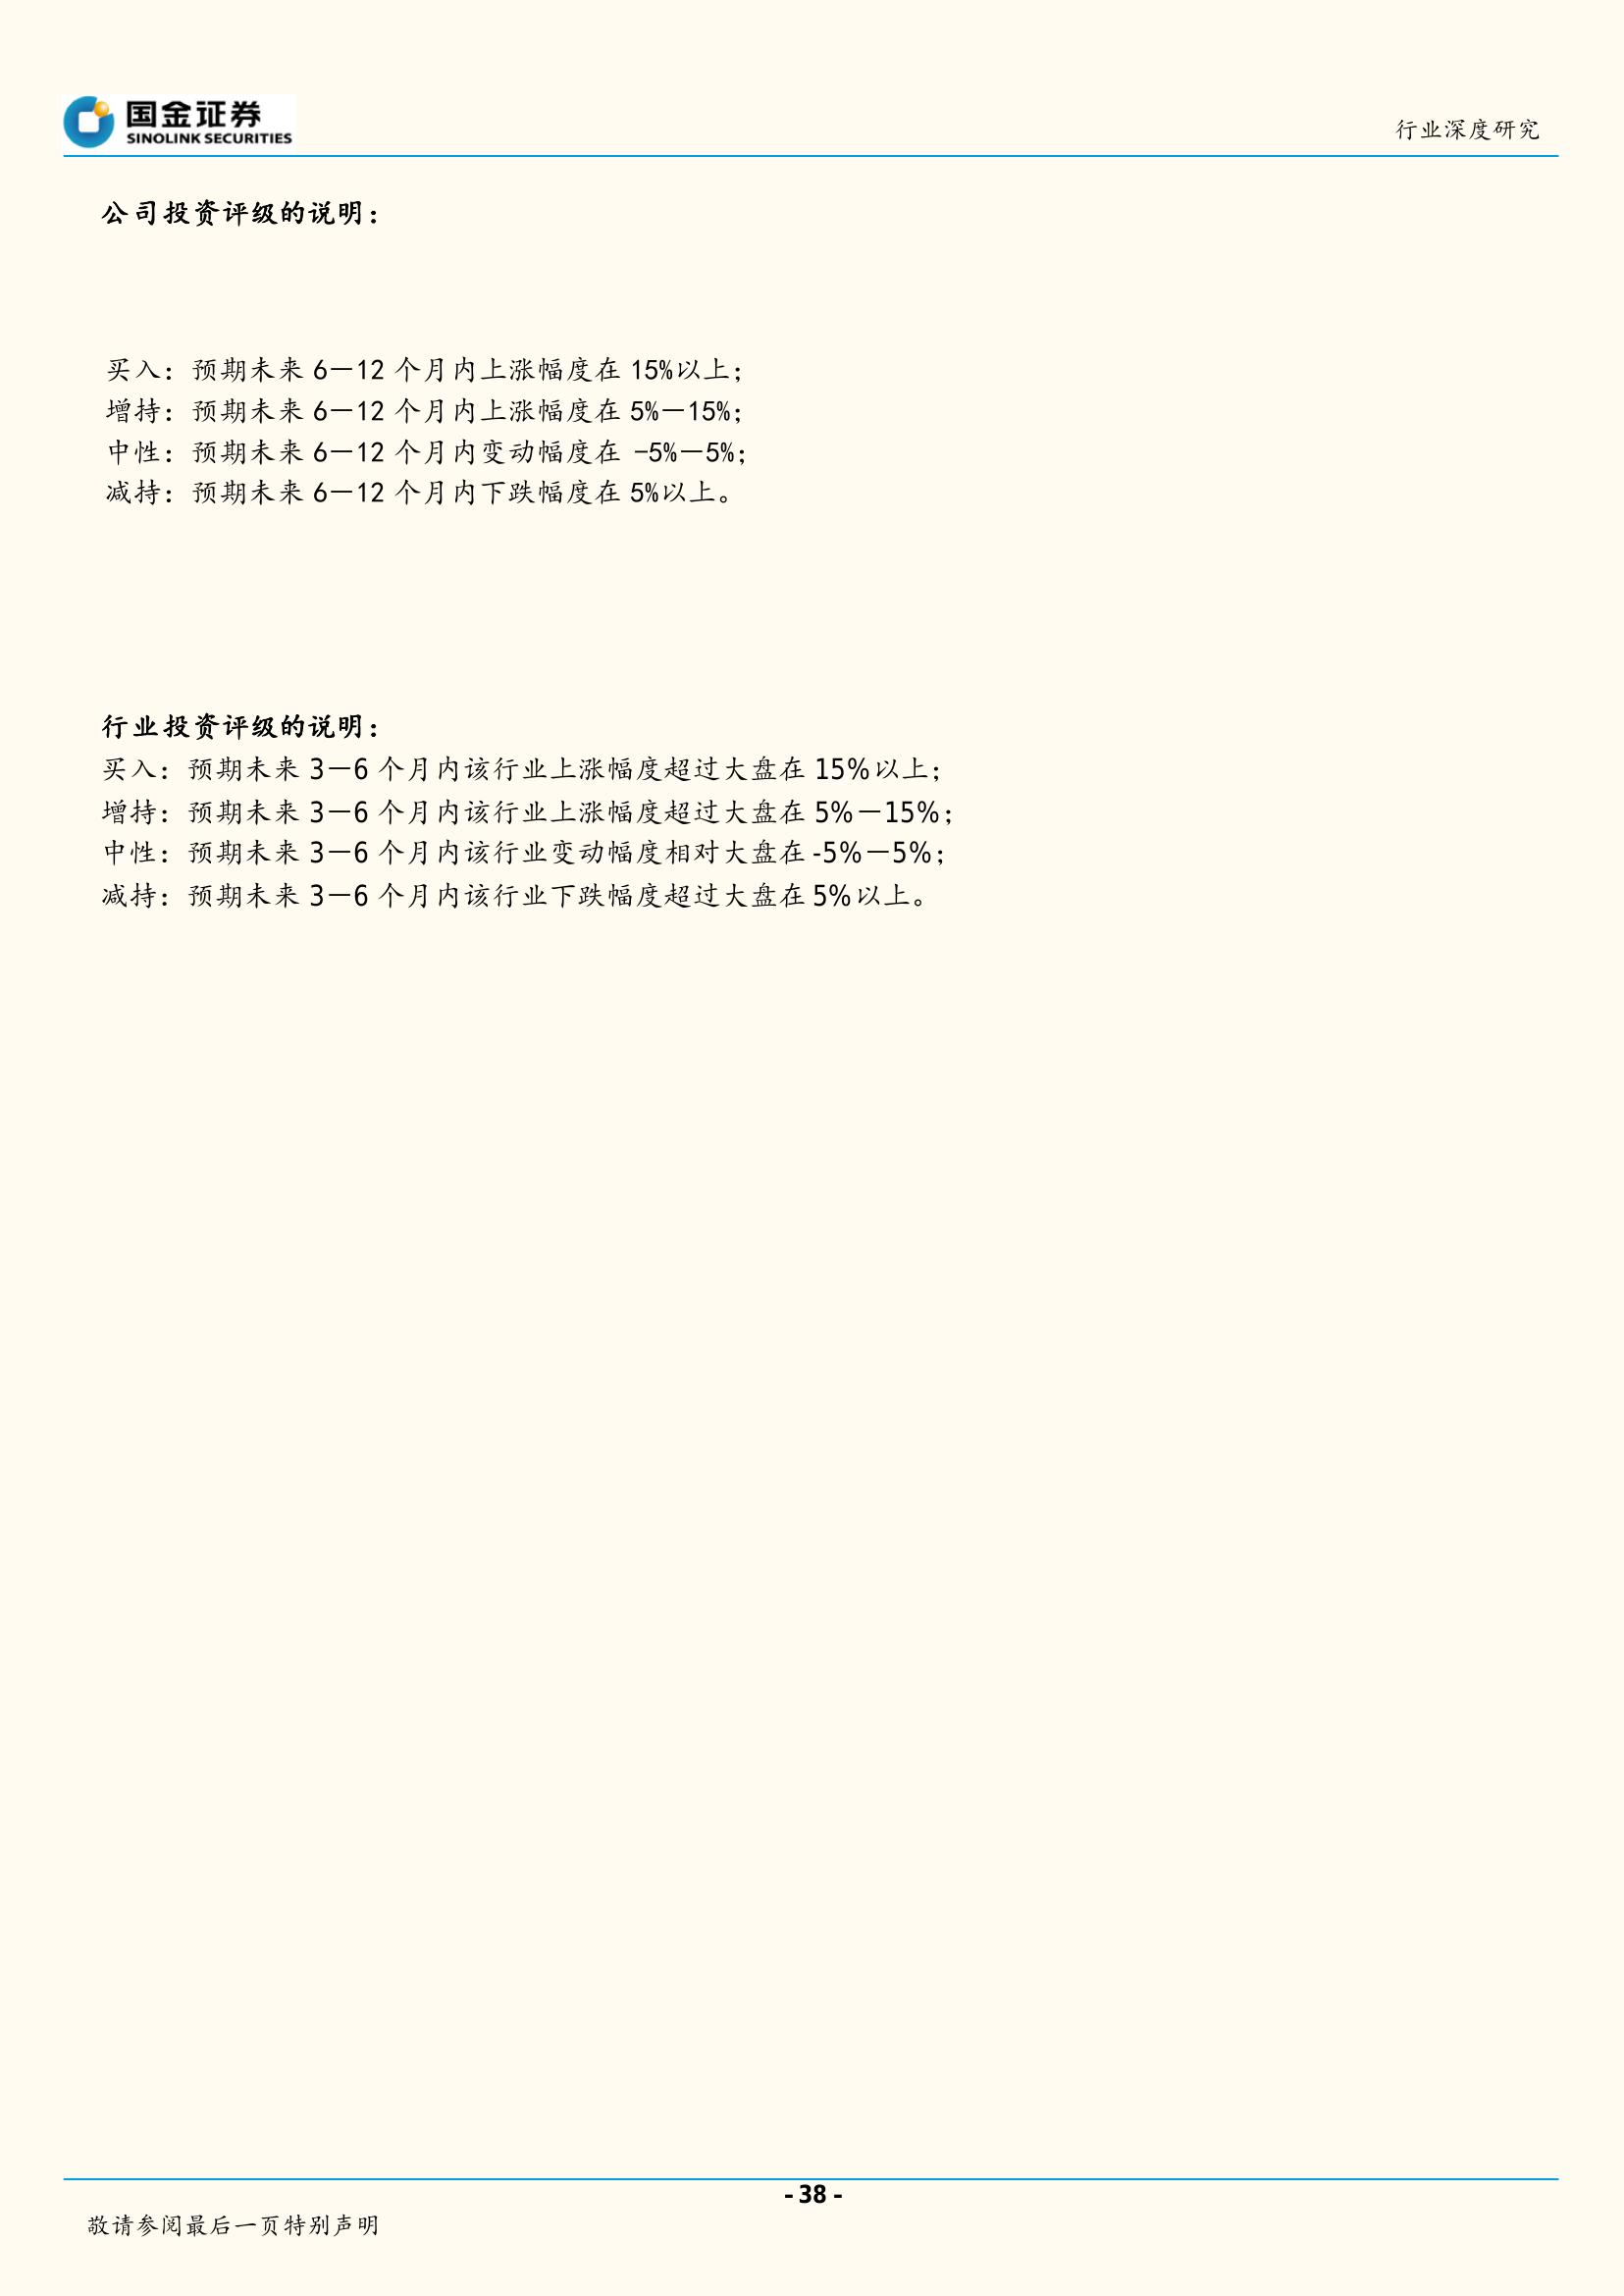 国金证券
SINOLINK SECURITIES
行业深度研究
公司投资评级的说明：
买入：预期未来 6－12 个月内上涨幅度在 15%以上；
增持：预期未来 6－12 个月内上涨幅度在 5%－15%；
中性：预期未来 6－12 个月内变动幅度在 -5%－5%；
减持：预期未来 6－12 个月内下跌幅度在 5%以上。
行业投资评级的说明：
买入：预期未来 3－6 个月内该行业上涨幅度超过大盘在 15%以上；
增持：预期未来 3－6 个月内该行业上涨幅度超过大盘在 5%－15%；
中性：预期未来 3－6 个月内该行业变动幅度相对大盘在 -5%－5%；
减持：预期未来 3－6 个月内该行业下跌幅度超过大盘在 5%以上。
- 38 -
敬请参阅最后一页特别声明